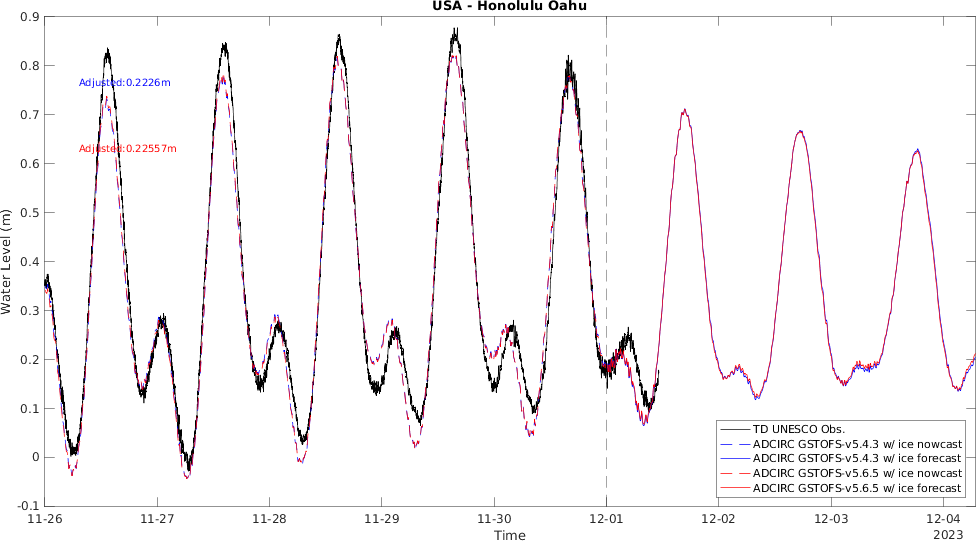 USA - Honolulu Oahu
0.9
0.8
0.7
0.6
0.5
0.4
0.3
0.2
0.1
0
-0.1
Water Level (m)
Adjusted:0.2226m
Adjusted:0.22557m
TD UNESCO Obs.
ADCIRC GSTOFS-v5.4.3 w/ ice nowcast
ADCIRC GSTOFS-v5.4.3 w/ ice forecast
ADCIRC GSTOFS-v5.6.5 w/ ice nowcast
ADCIRC GSTOFS-v5.6.5 w/ ice forecast
11-26 11-27 11-28 11-29 11-30 12-01 12-02 12-03 12-04
Time
2023